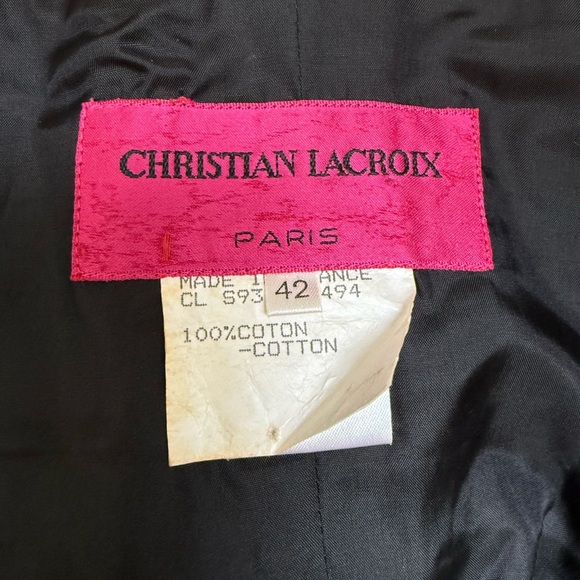 CHRISTIAN LACROIX
PARIS
MADE I ANCE
CL S93 494
42
100%COTON
-COTTON